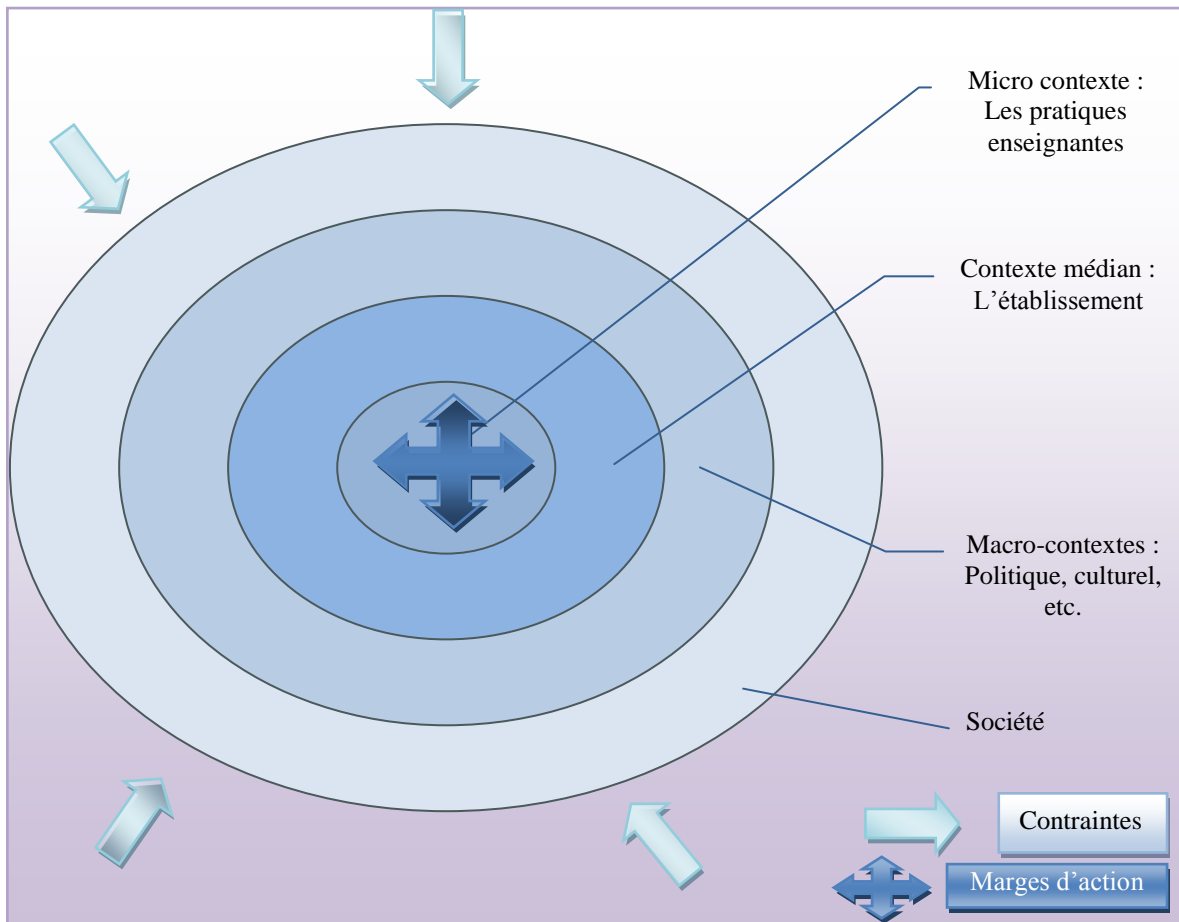 Micro contexte :
Les pratiques
enseignantes
Contexte médian :
L’établissement
Macro-contextes :
Politique, culturel,
etc.
Société
Contraintes
Marges d’action